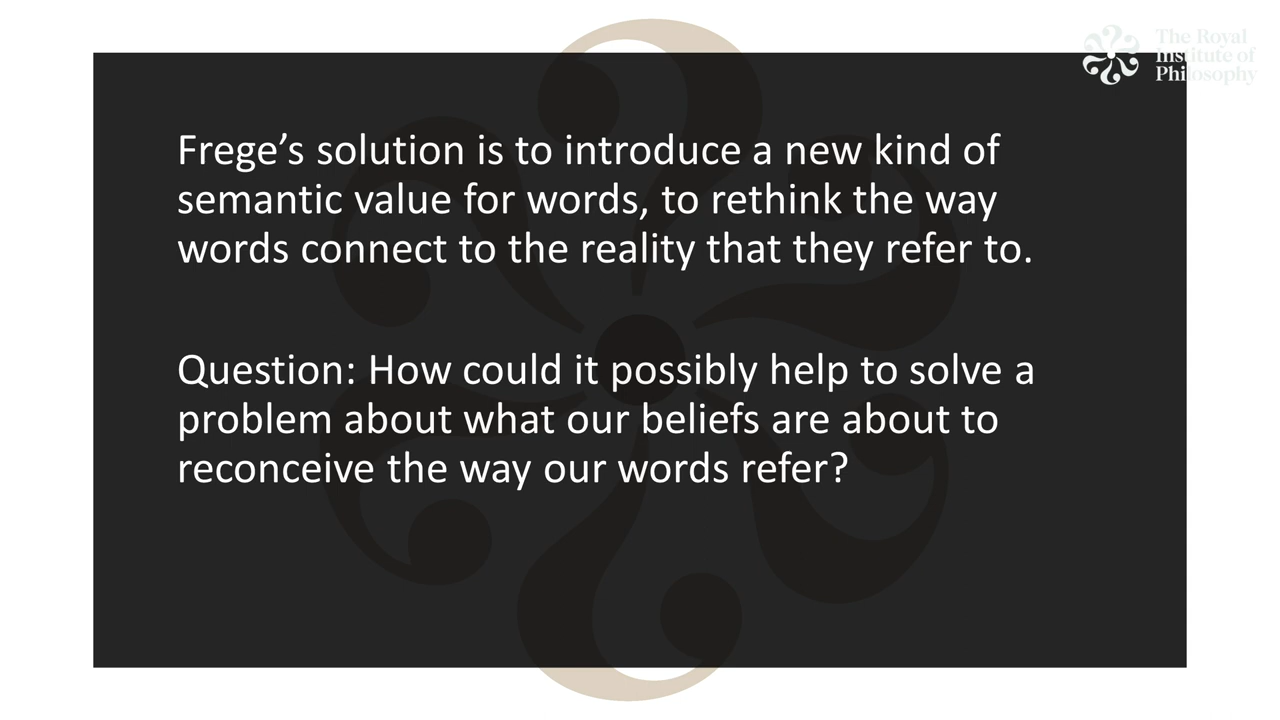 The Royal
Institute of
Philosophy
Frege’s solution is to introduce a new kind of
semantic value for words, to rethink the way
words connect to the reality that they refer to.
Question: How could it possibly help to solve a
problem about what our beliefs are about to
reconceive the way our words refer?